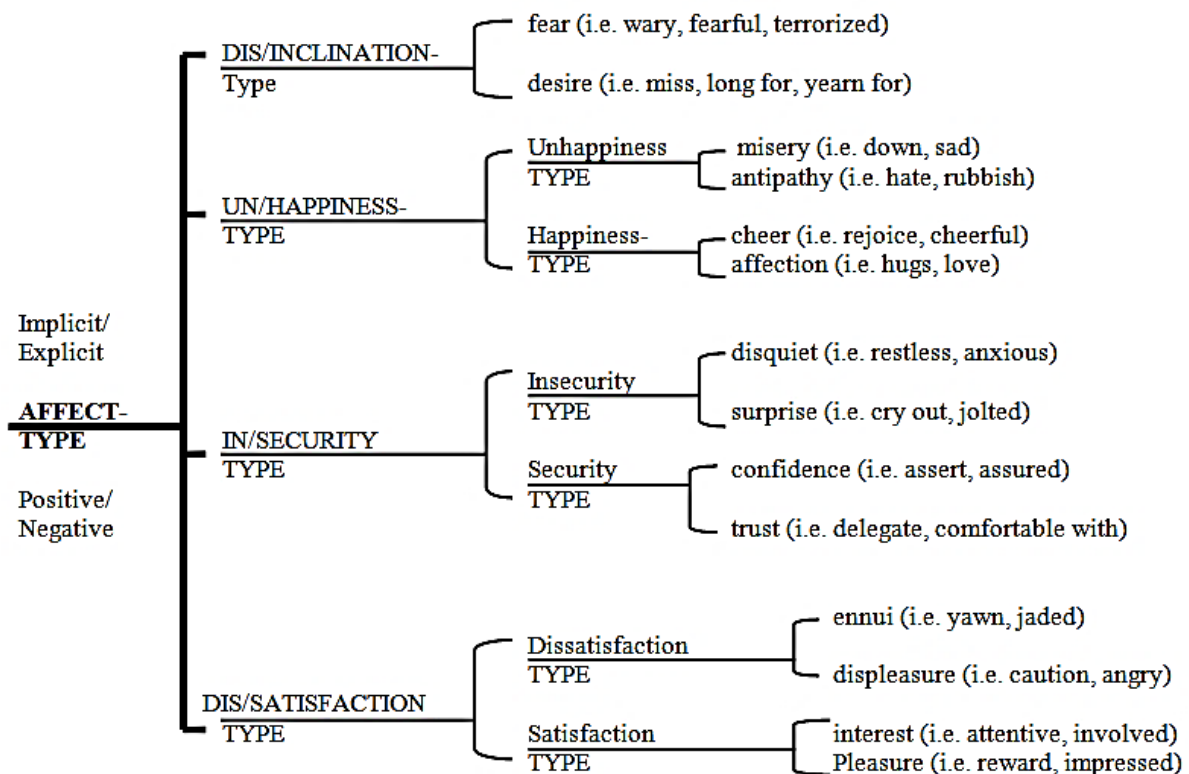 fear (i.e. wary, fearful, terrorized)
DIS/INCLINATION-
Type
desire (i.e. miss, long for, yearn for)
Unhappiness
TYPE
misery (i.e. down, sad)
antipathy (i.e. hate, rubbish)
UN/HAPPINESS-
TYPE
Happiness-
TYPE
cheer (i.e. rejoice, cheerful)
affection (i.e. hugs, love)
Implicit/
Explicit
AFFECT-
TYPE
Positive/
Negative
disquiet (i.e. restless, anxious)
Insecurity
TYPE
surprise (i.e. cry out, jolted)
IN/SECURITY
TYPE
Security
TYPE
confidence (i.e. assert, assured)
trust (i.e. delegate, comfortable with)
ennui (i.e. yawn, jaded)
Dissatisfaction
TYPE
displeasure (i.e. caution, angry)
DIS/SATISFACTION
TYPE
Satisfaction
TYPE
interest (i.e. attentive, involved)
Pleasure (i.e. reward, impressed)